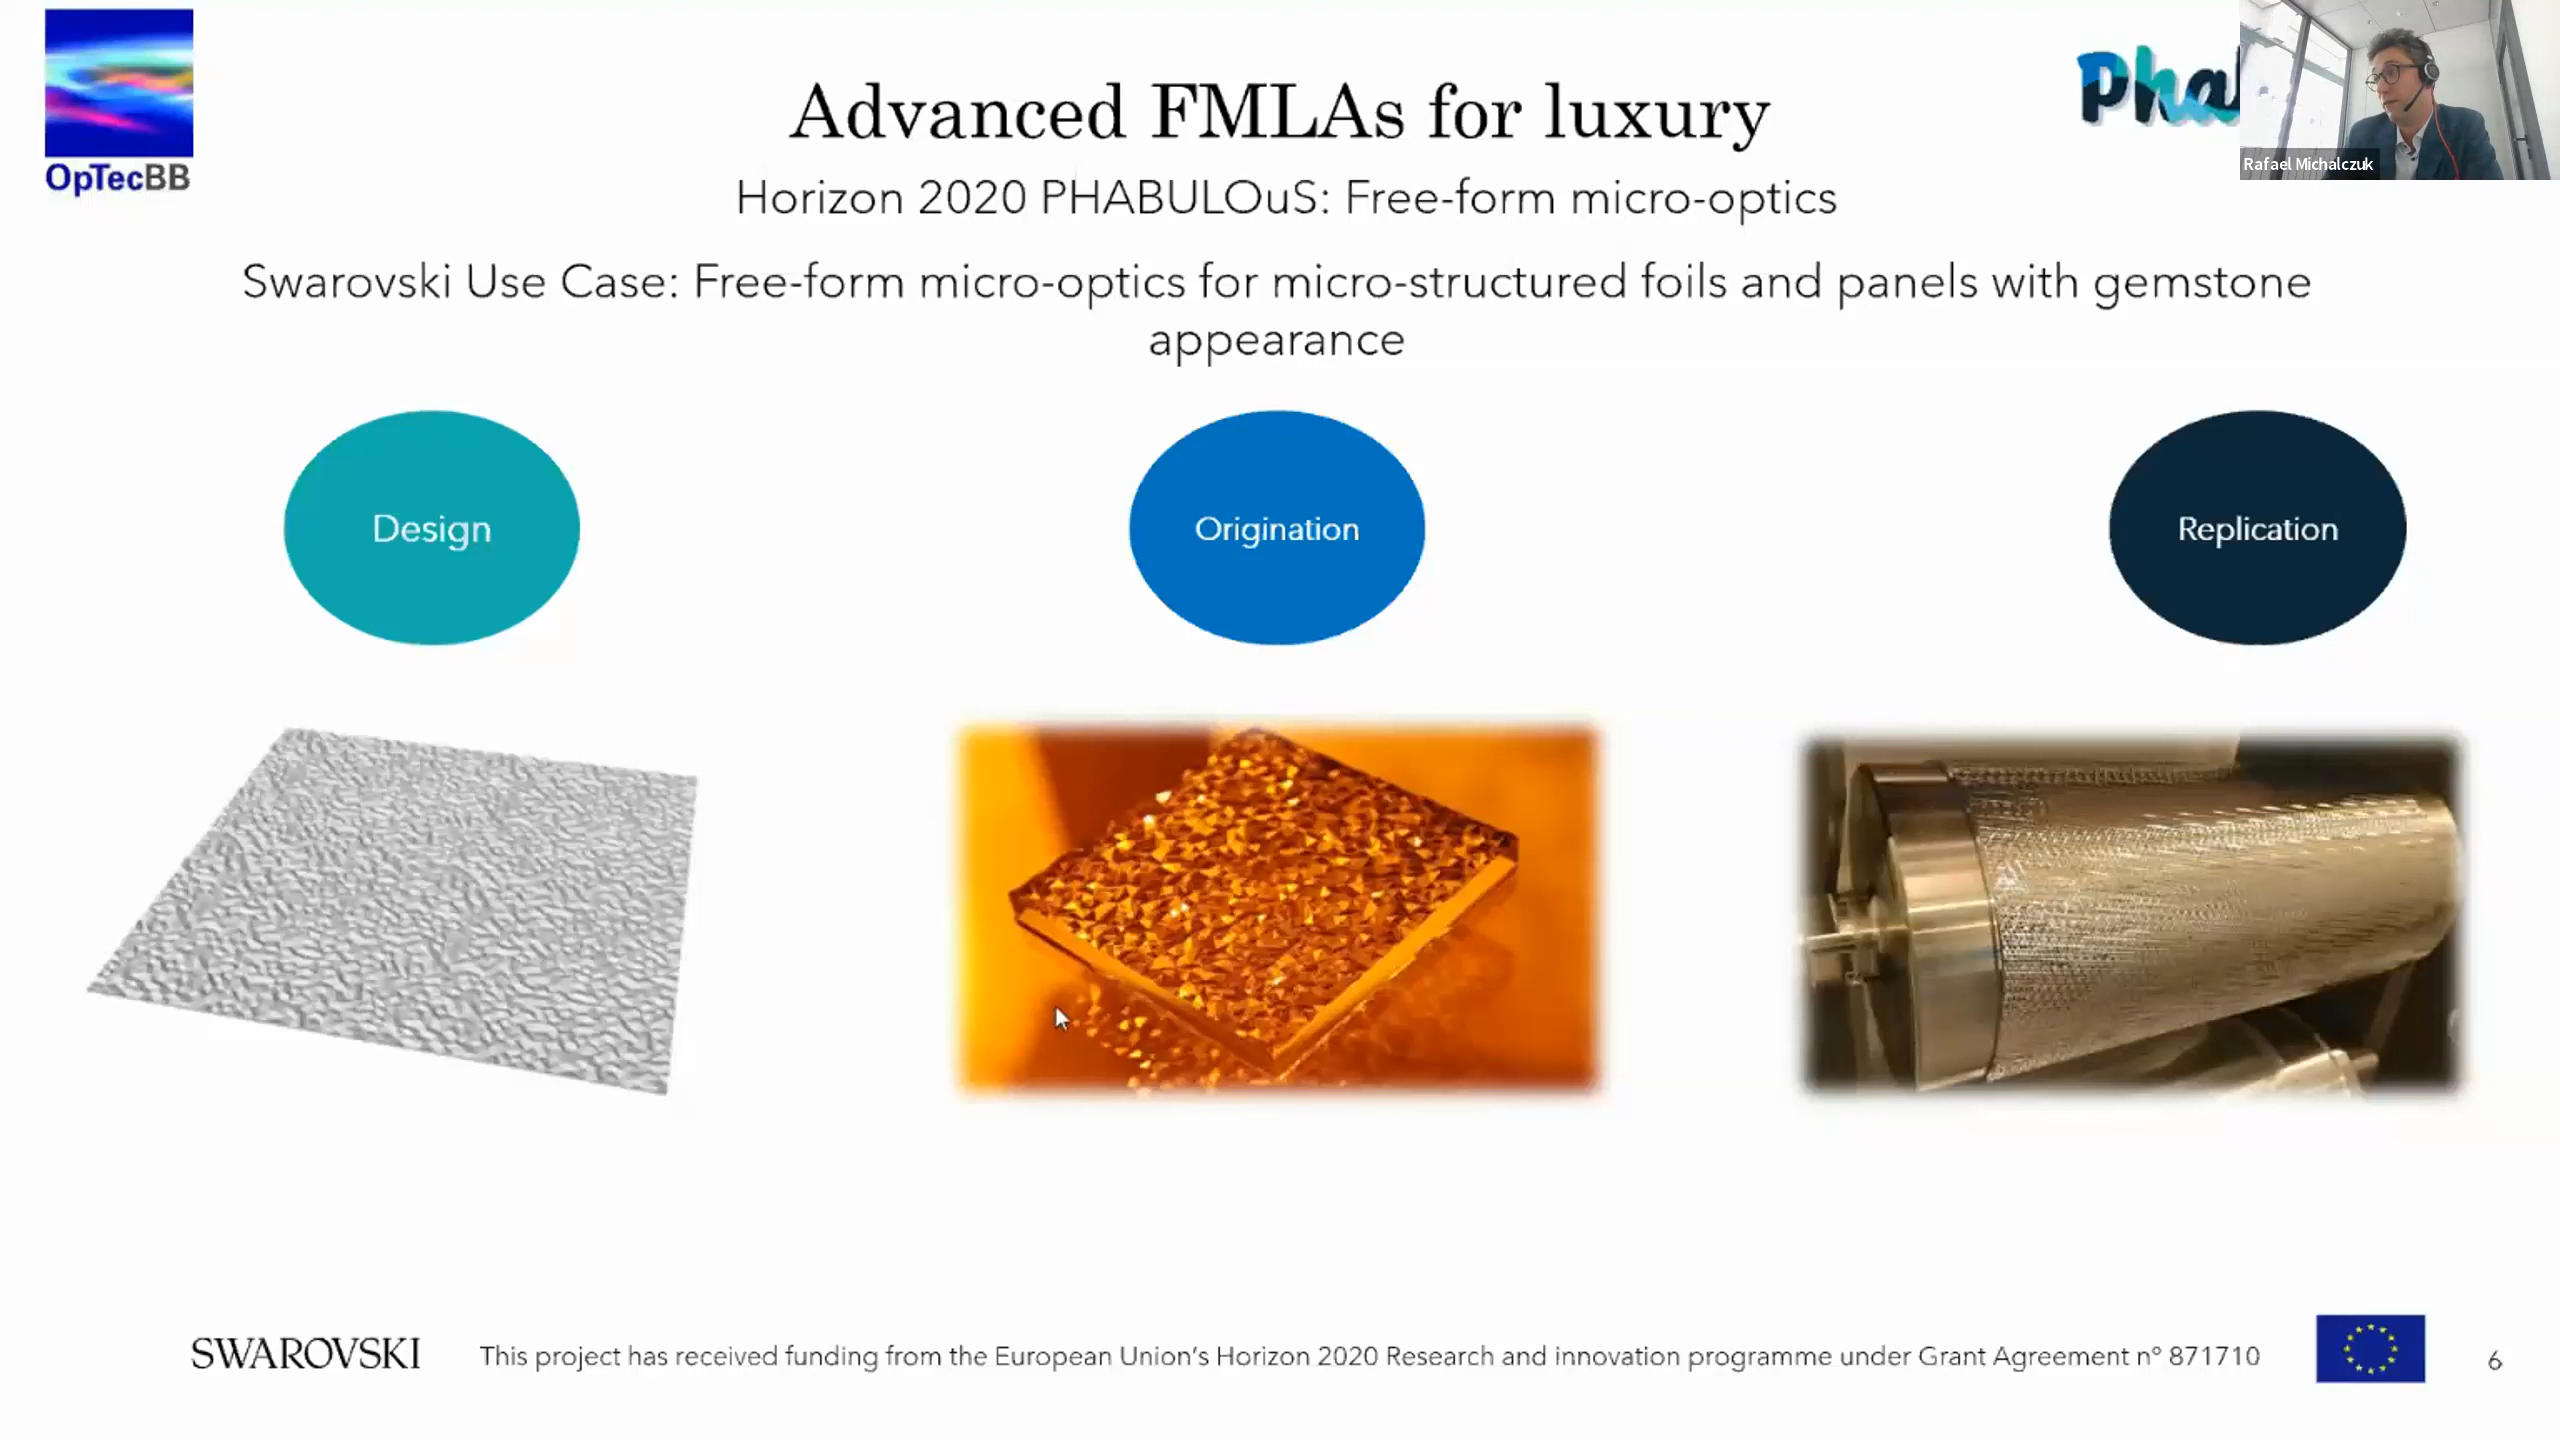 OpTecBB
Advanced FMLAs for luxury
Pha
Rafael Michalczuk
Horizon 2020 PHABULOuS: Free-form micro-optics
Swarovski Use Case: Free-form micro-optics for micro-structured foils and panels with gemstone
appearance
Design
Origination
Replication
SWAROVSKI
This project has received funding from the European Union's Horizon 2020 Research and innovation programme under Grant Agreement n° 871710
6